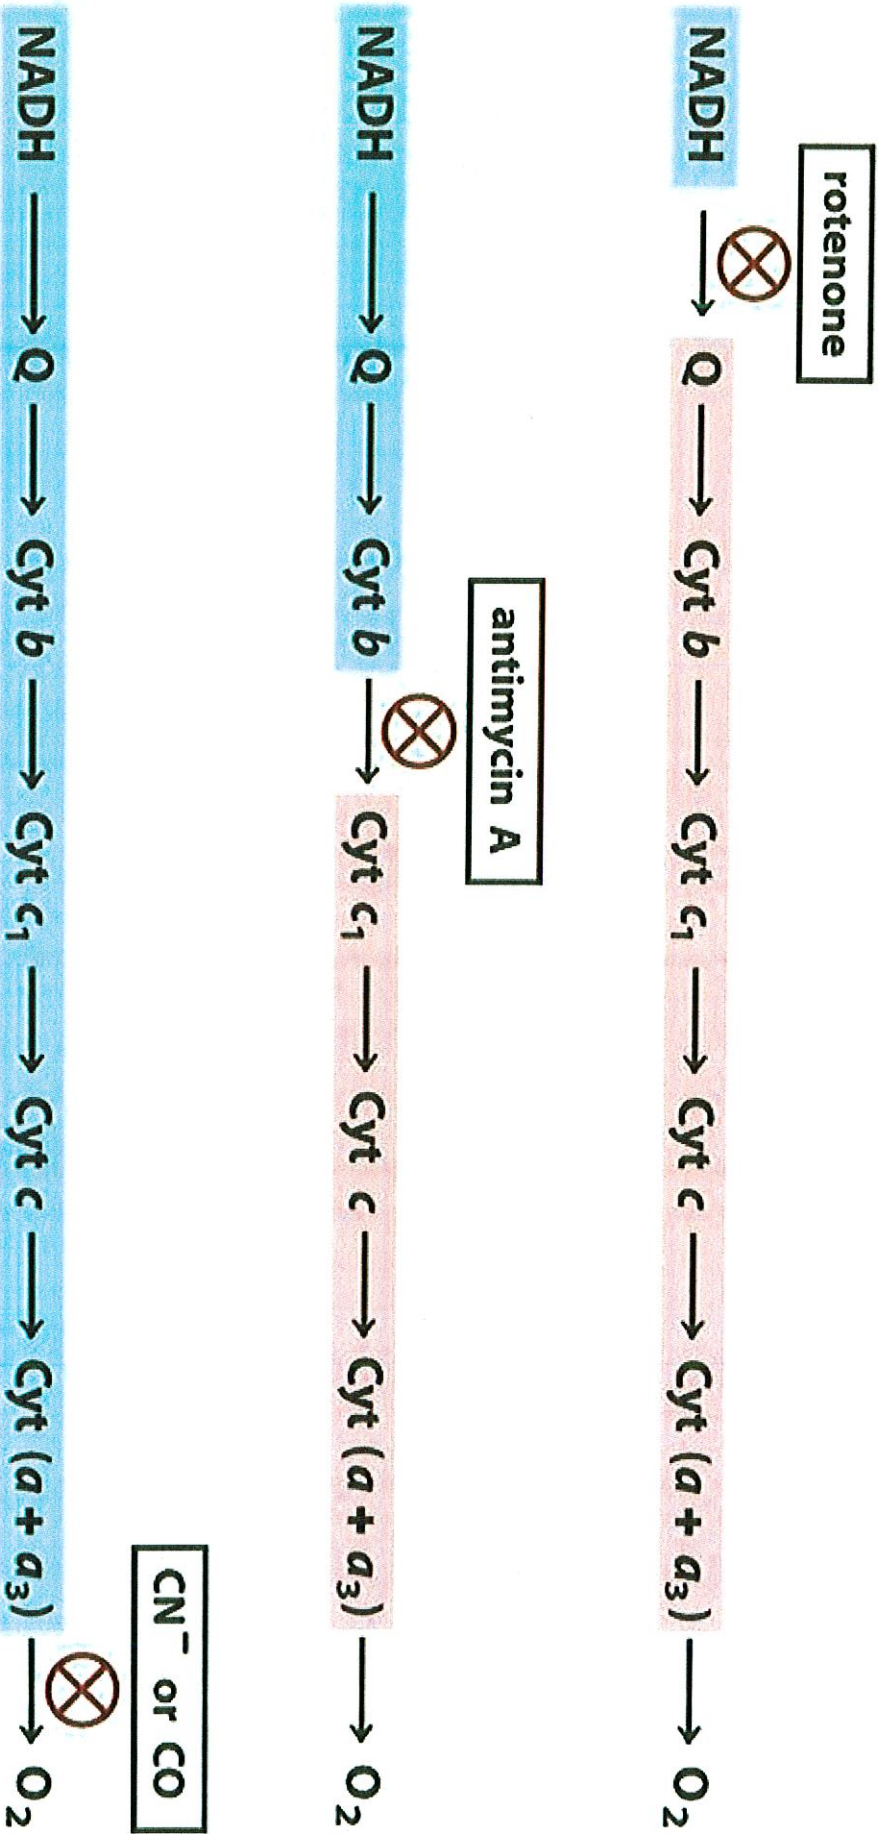 rotenone
NADH → Q → Cyt b → Cyt c₁ → Cyt c → Cyt (a + a₃) → O₂
antimycin A
NADH → Q → Cyt b → Cyt c₁ → Cyt c → Cyt (a + a₃) → O₂
CN⁻ or CO
NADH → Q → Cyt b → Cyt c₁ → Cyt c → Cyt (a + a₃) → O₂